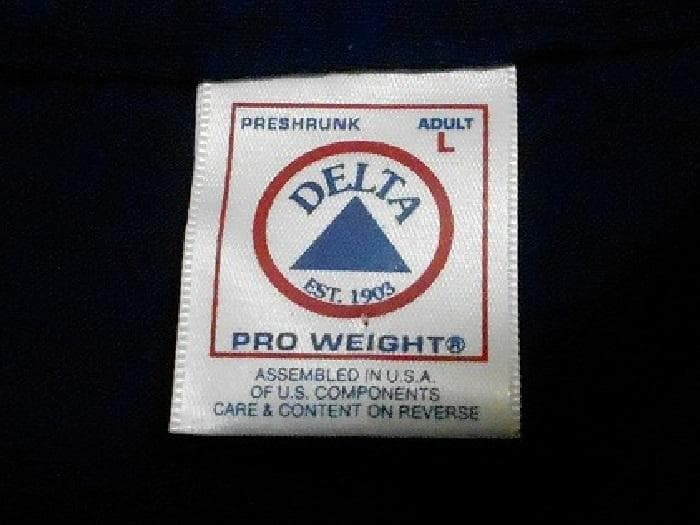 PRESHRUNK ADULT
L
DELTA
EST. 1903
PRO WEIGHT®
ASSEMBLED IN U.S.A.
OF U.S. COMPONENTS
CARE & CONTENT ON REVERSE